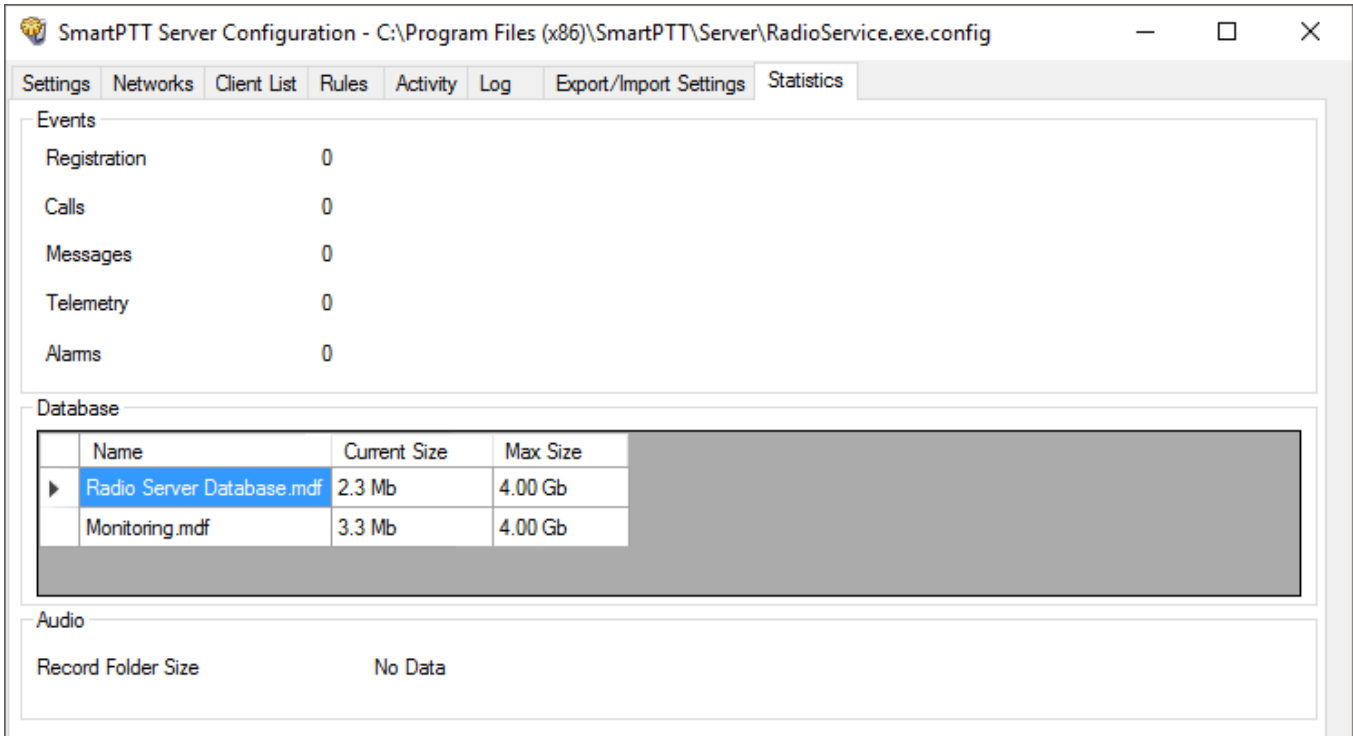 SmartPTT Server Configuration - C:\Program Files (x86)\SmartPTT\Server\RadioService.exe.config
Settings Networks Client List Rules Activity Log Export/Import Settings Statistics
Events
Registration 0
Calls 0
Messages 0
Telemetry 0
Alarms 0
Database
Name Current Size Max Size
Radio Server Database.mdf 2.3 Mb 4.00 Gb
Monitoring.mdf 3.3 Mb 4.00 Gb
Audio
Record Folder Size No Data